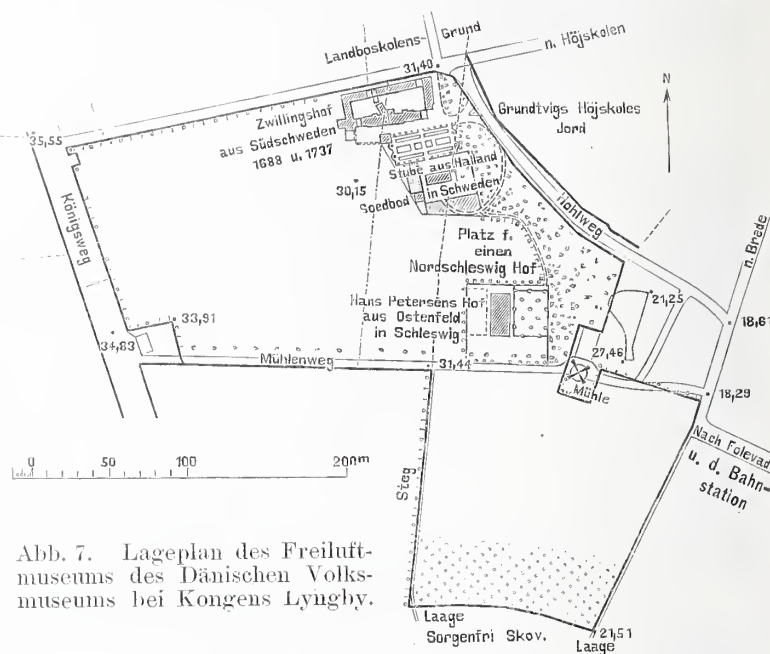 Landboskolens-Grund
n. Höjskolen
31,40
N
Zwillingshof
aus Südschweden
1688 u. 1737
Grundtvigs Höjskoles
Jord
35,55
Stube aus Halland
in Schweden
30,15
Soedbod
Hohlweg
Königsweg
Platz f.
einen
Nordschleswig Hof
n. Brede
Hans Petersens Hof
aus Ostenfeld
in Schleswig
21,25
33,91
18,61
34,83
27,46
Mühlenweg
31,44
Mühle
18,29
Nach Folevad
u. d. Bahn-
station
0 50 100 200m
Steg
Abb. 7. Lageplan des Freiluft-
museums des Dänischen Volks-
museums bei Kongens Lyngby.
Laage
Sorgenfri Skov.
21,51
Laage